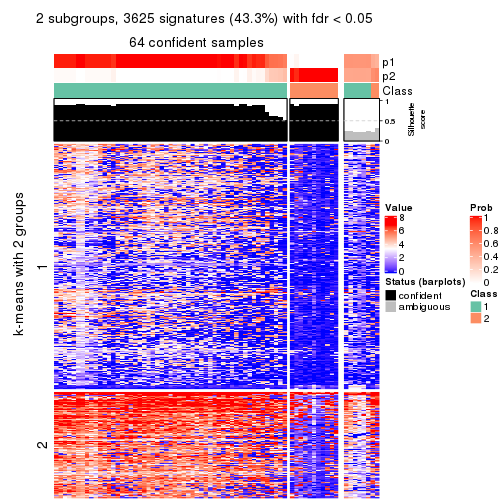 2 subgroups, 3625 signatures (43.3%) with fdr < 0.05
64 confident samples
p1
p2
Class
1
0.5
0
Silhouette
score
k-means with 2 groups
1
2
Value
8
6
4
2
0
Status (barplots)
confident
ambiguous
Prob
1
0.8
0.6
0.4
0.2
0
Class
1
2